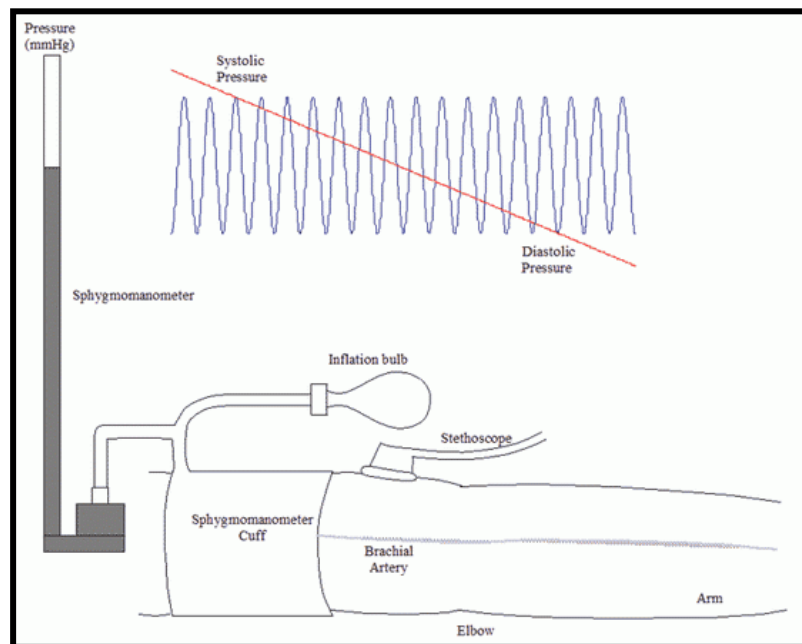 Pressure
(mmHg)
Systolic
Pressure
Diastolic
Pressure
Sphygmomanometer
Inflation bulb
Stethoscope
Sphygmomanometer
Cuff
Brachial
Artery
Arm
Elbow